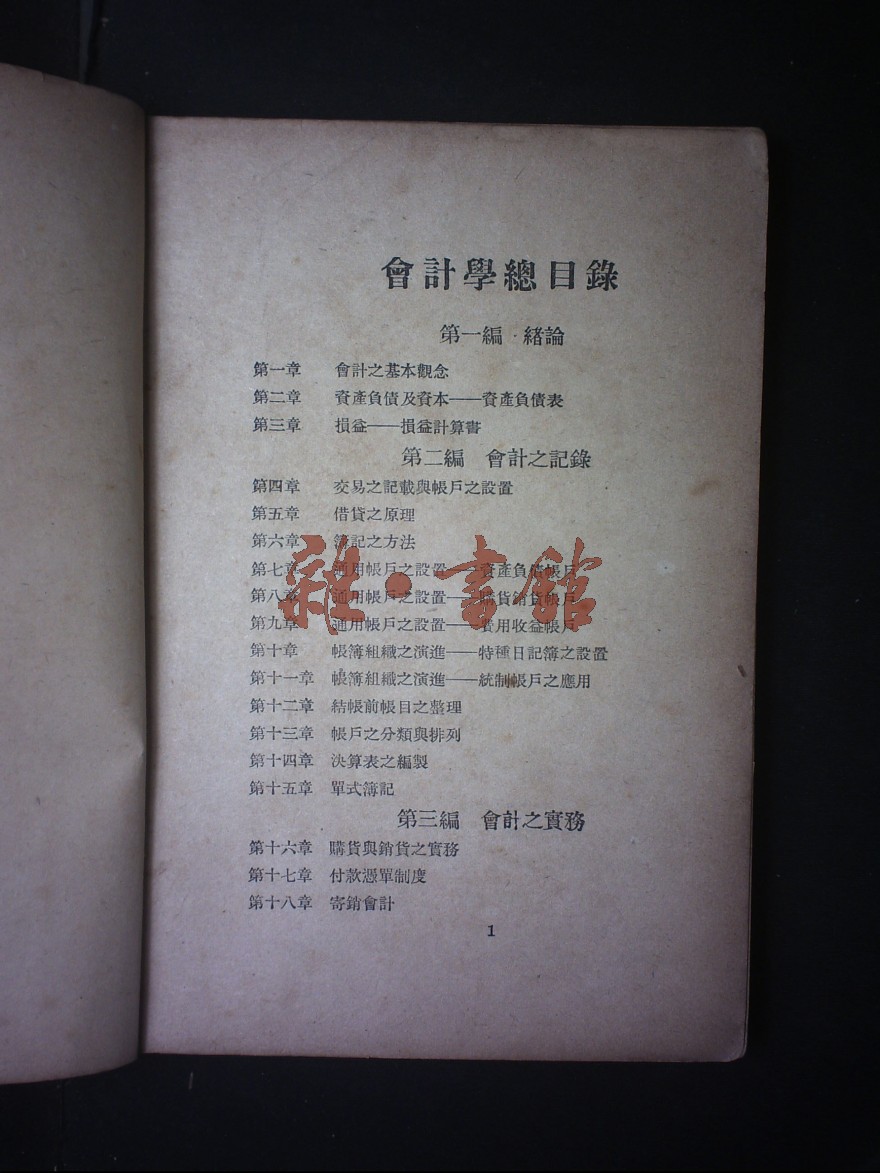 會計學總目錄
第一編 緒論
第一章 會計之基本觀念
第二章 資產負債及資本——資產負債表
第三章 損益——損益計算書
第二編 會計之記錄
第四章 交易之記載與帳戶之設置
第五章 借貸之原理
第六章 簿記之方法
第七章 通用帳戶之設置——資產負債帳戶
第八章 通用帳戶之設置——購貨銷貨帳戶
第九章 通用帳戶之設置——費用收益帳戶
雜·書館
第十章 帳簿組織之演進——特種日記簿之設置
第十一章 帳簿組織之演進——統制帳戶之應用
第十二章 結帳前帳目之整理
第十三章 帳戶之分類與排列
第十四章 決算表之編製
第十五章 單式簿記
第三編 會計之實務
第十六章 購貨與銷貨之實務
第十七章 付款憑單制度
第十八章 寄銷會計
1